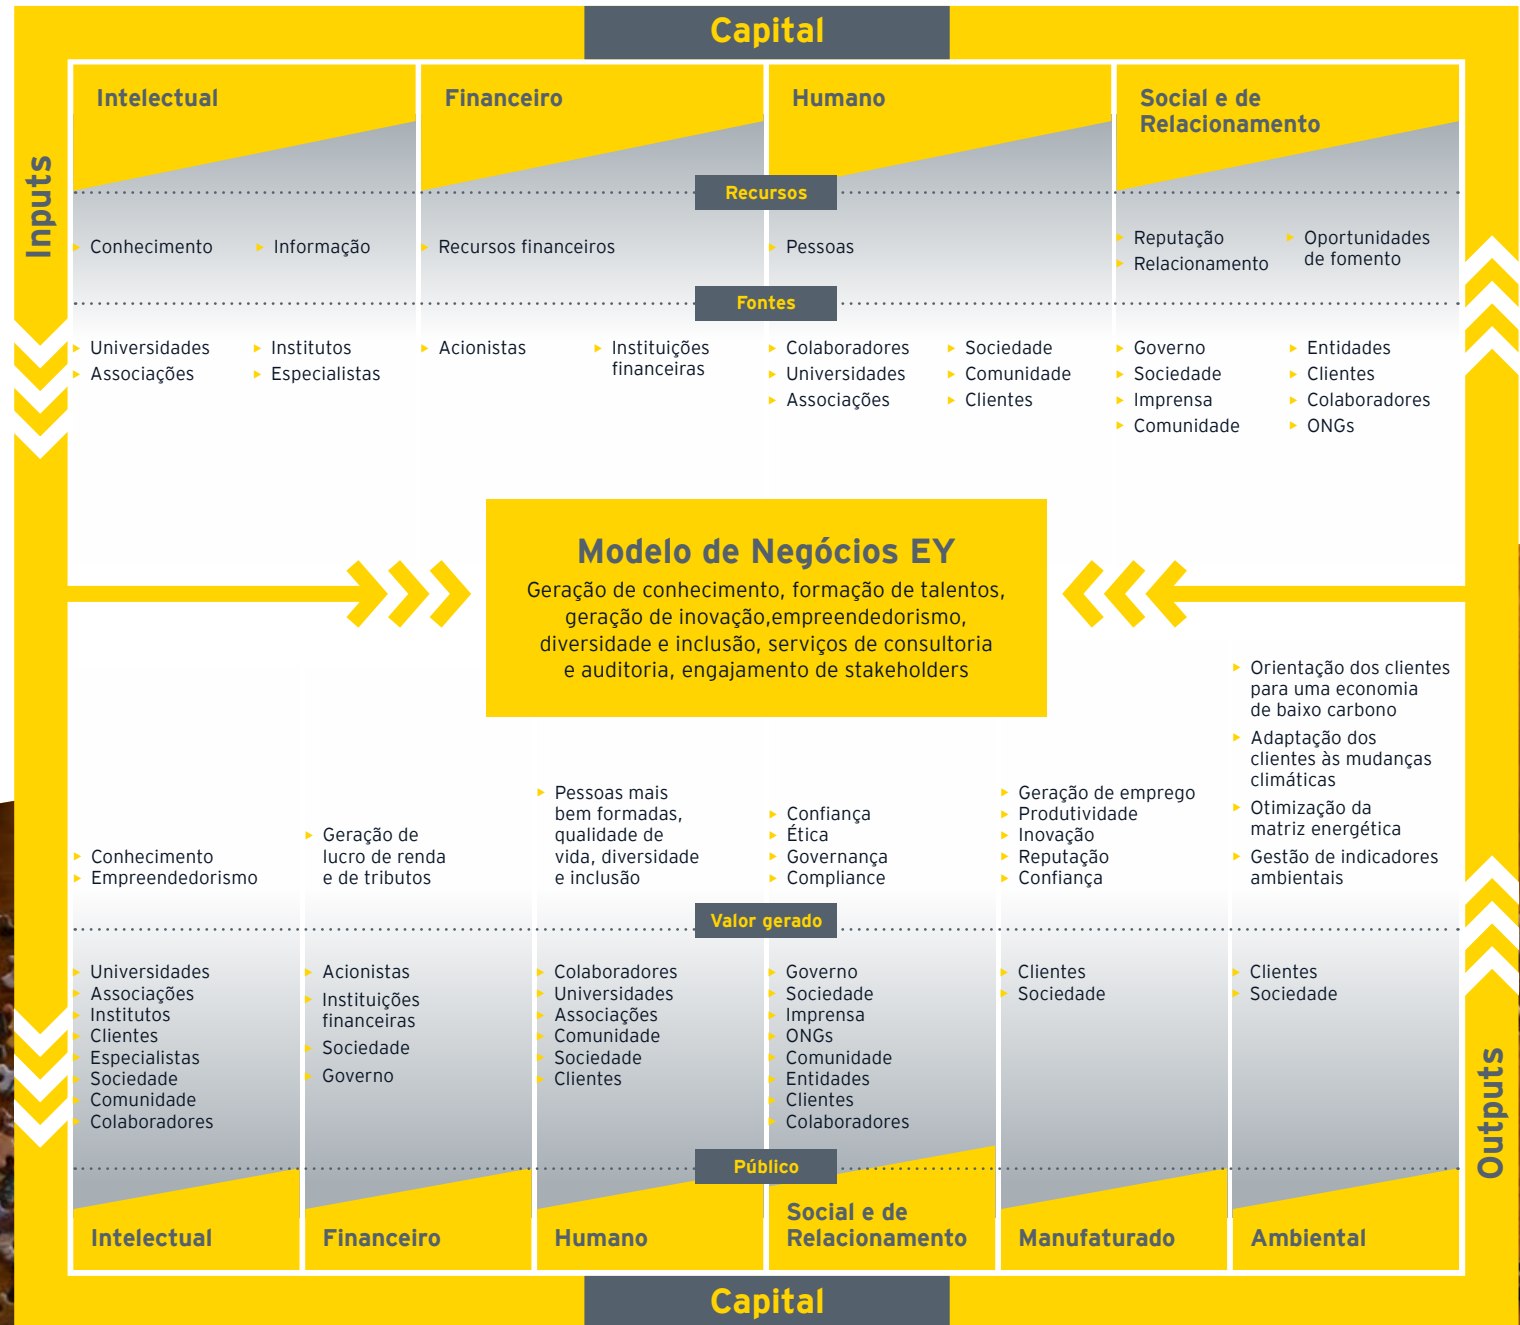 Capital
Inputs
Intelectual
Financeiro
Humano
Social e de
Relacionamento
Recursos
Conhecimento
Informação
Recursos financeiros
Pessoas
Reputação
Relacionamento
Oportunidades
de fomento
Fontes
Universidades
Associações
Institutos
Especialistas
Acionistas
Instituições
financeiras
Colaboradores
Universidades
Associações
Sociedade
Comunidade
Clientes
Governo
Sociedade
Imprensa
Comunidade
Entidades
Clientes
Colaboradores
ONGs
Modelo de Negócios EY
Geração de conhecimento, formação de talentos,
geração de inovação,empreendedorismo,
diversidade e inclusão, serviços de consultoria
e auditoria, engajamento de stakeholders
Conhecimento
Empreendedorismo
Geração de
lucro de renda
e de tributos
Pessoas mais
bem formadas,
qualidade de
vida, diversidade
e inclusão
Confiança
Ética
Governança
Compliance
Geração de emprego
Produtividade
Inovação
Reputação
Confiança
Orientação dos clientes
para uma economia
de baixo carbono
Adaptação dos
clientes às mudanças
climáticas
Otimização da
matriz energética
Gestão de indicadores
ambientais
Valor gerado
Universidades
Associações
Institutos
Clientes
Especialistas
Sociedade
Comunidade
Colaboradores
Acionistas
Instituições
financeiras
Sociedade
Governo
Colaboradores
Universidades
Associações
Comunidade
Sociedade
Clientes
Governo
Sociedade
Imprensa
ONGs
Comunidade
Entidades
Clientes
Colaboradores
Clientes
Sociedade
Clientes
Sociedade
Público
Intelectual
Financeiro
Humano
Social e de
Relacionamento
Manufaturado
Ambiental
Outputs
Capital